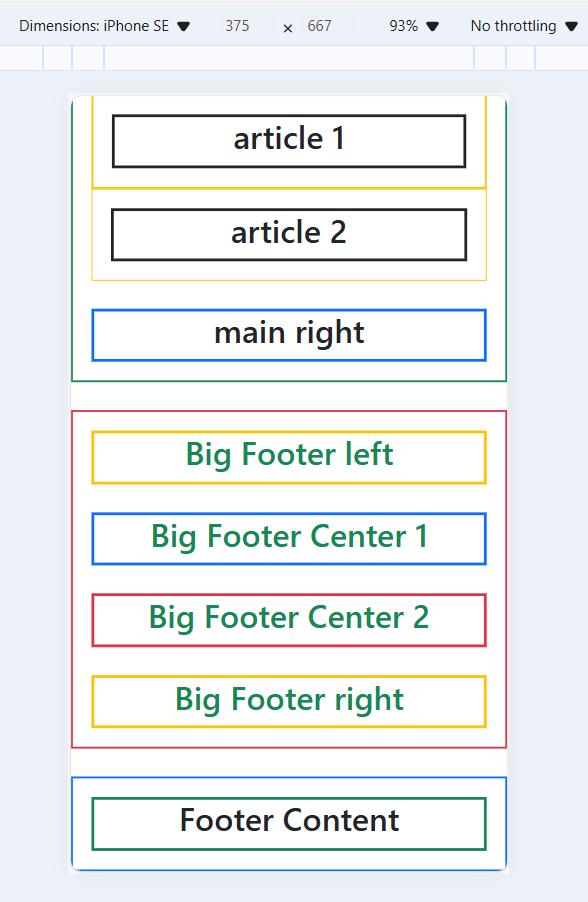 Dimensions: iPhone SE ▼ 375 × 667 93% ▼ No throttling ▼
article 1
article 2
main right
Big Footer left
Big Footer Center 1
Big Footer Center 2
Big Footer right
Footer Content